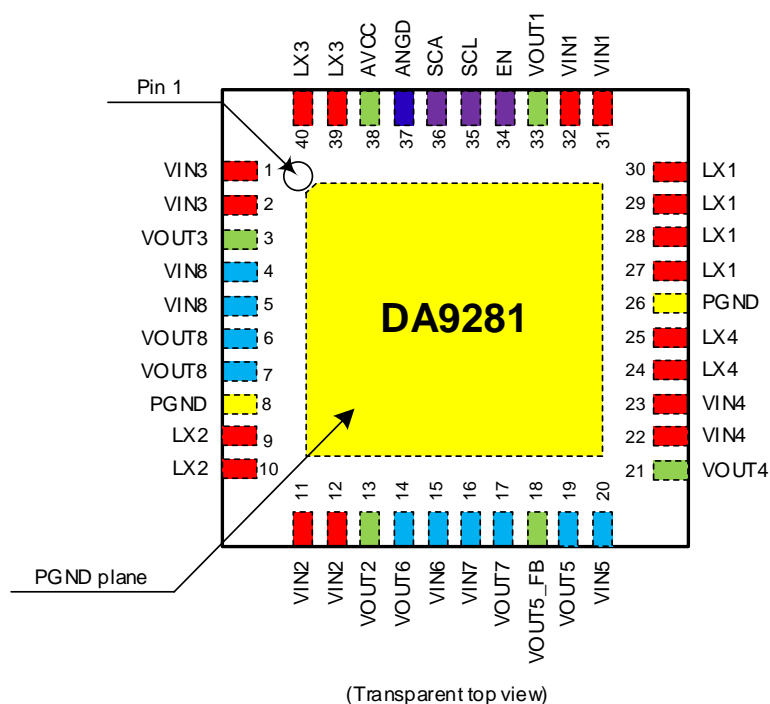 LX3
LX3
AVCC
ANGD
SCA
SCL
EN
VOUT1
VIN1
VIN1
Pin 1
40
39
38
37
36
35
34
33
32
31
VIN3 1
VIN3 2
VOUT3 3
VIN8 4
VIN8 5
VOUT8 6
VOUT8 7
PGND 8
LX2 9
LX2 10
30 LX1
29 LX1
28 LX1
27 LX1
26 PGND
25 LX4
24 LX4
23 VIN4
22 VIN4
21 VOUT4
DA9281
11
12
13
14
15
16
17
18
19
20
VIN2
VIN2
VOUT2
VOUT6
VIN6
VIN7
VOUT7
VOUT5_FB
VOUT5
VIN5
PGND plane
(Transparent top view)